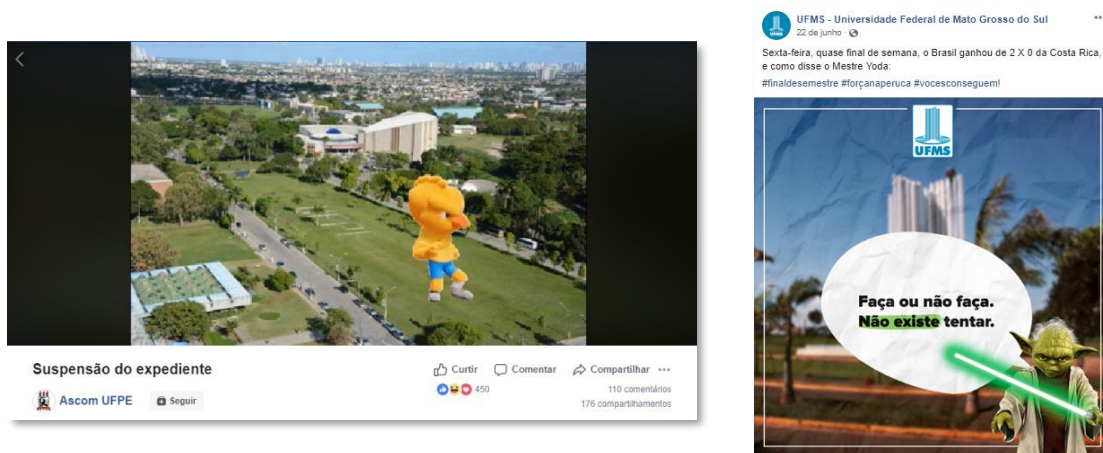 Suspensão do expediente
Ascom UFPE
Seguir
Curtir
Comentar
Compartilhar
450
110 comentários
176 compartilhamentos
UFMS - Universidade Federal de Mato Grosso do Sul
22 de junho ·
Sexta-feira, quase final de semana, o Brasil ganhou de 2 X 0 da Costa Rica,
e como disse o Mestre Yoda:
#finaldesemestre #forçanaperuca #vocesconseguem!
UFMS
Faça ou não faça.
Não existe tentar.